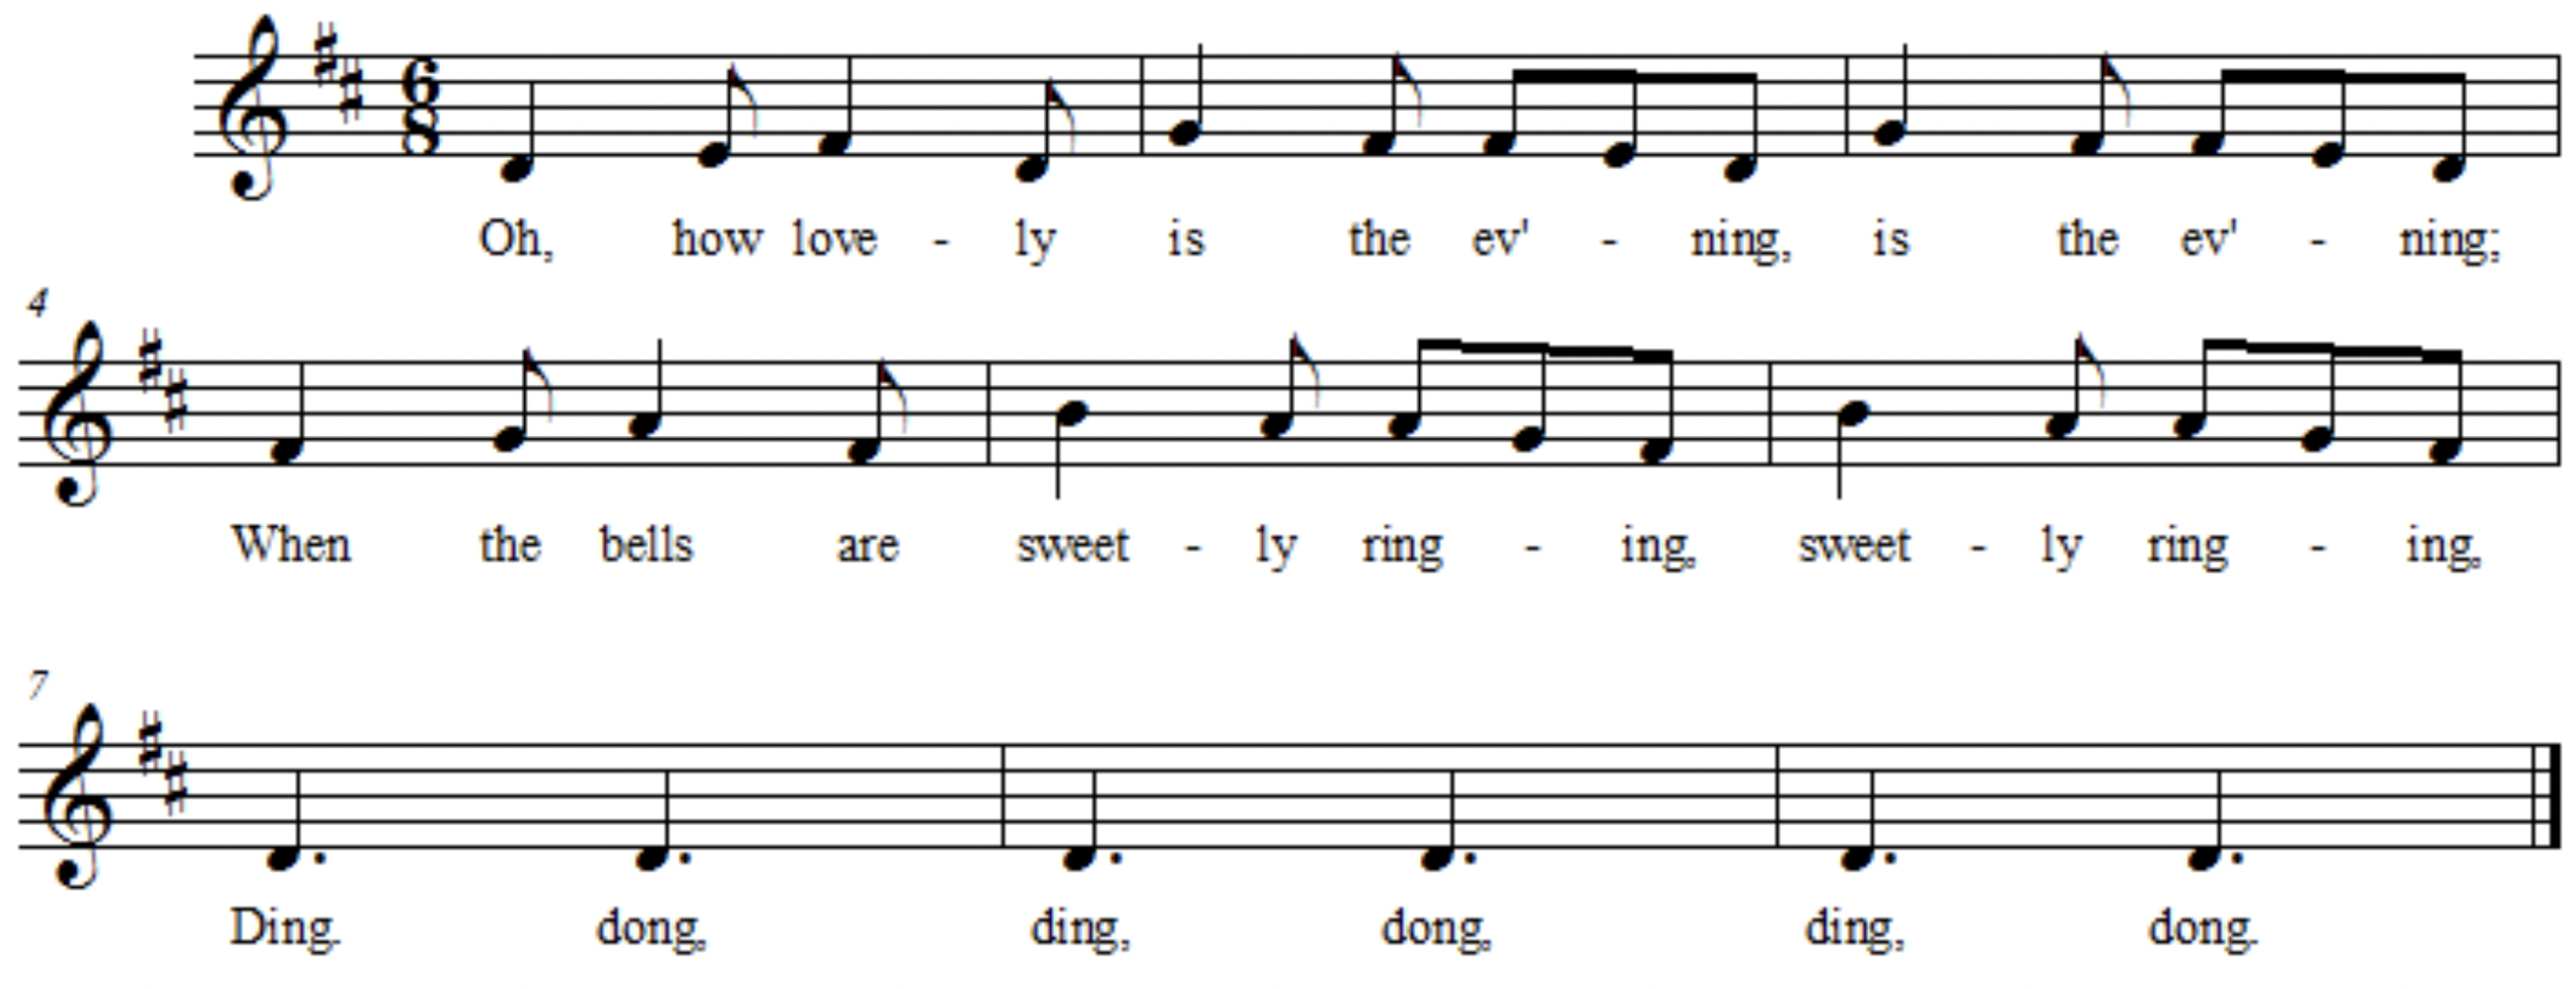 6
8
Oh, how love - ly is the ev' - ning, is the ev' - ning;
4
When the bells are sweet - ly ring - ing, sweet - ly ring - ing,
7
Ding. dong, ding, dong, ding, dong.